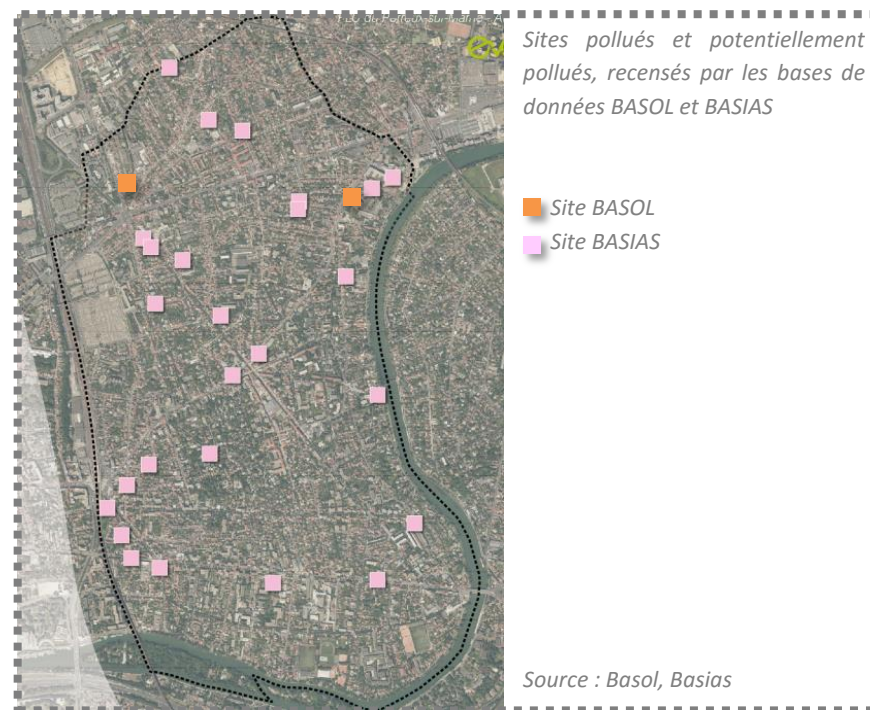 Sites pollués et potentiellement
pollués, recensés par les bases de
données BASOL et BASIAS
Site BASOL
Site BASIAS
Source : Basol, Basias